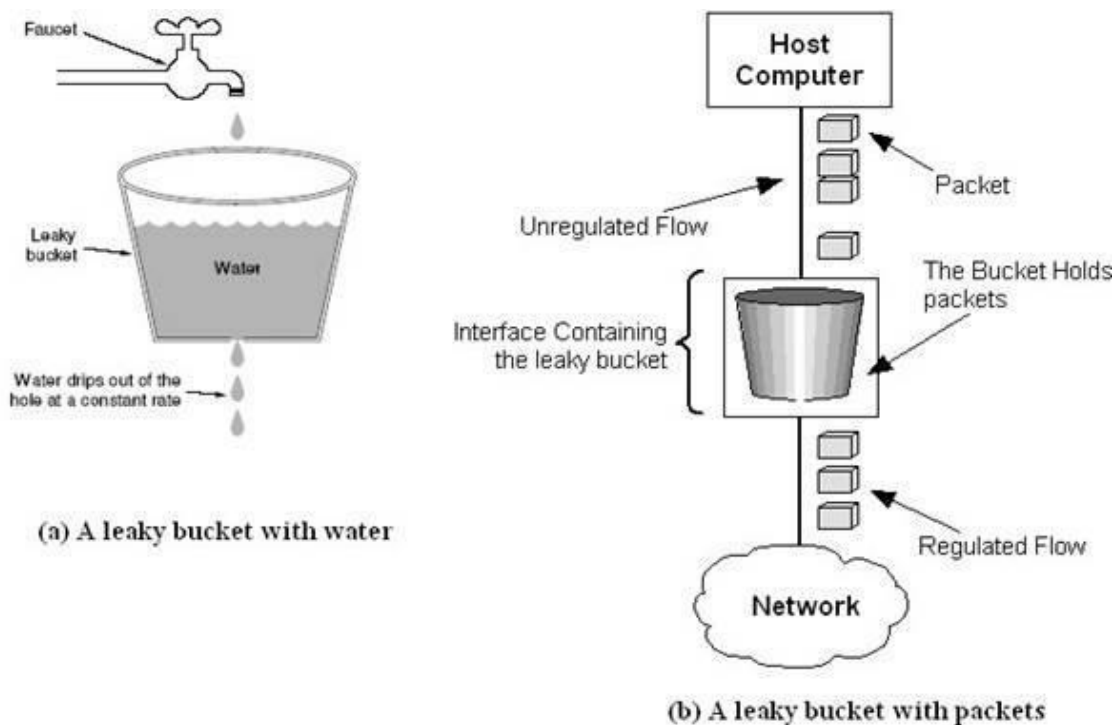 Faucet
Leaky
bucket
Water
Water drips out of the
hole at a constant rate
(a) A leaky bucket with water
Host
Computer
Packet
Unregulated Flow
The Bucket Holds
packets
Interface Containing
the leaky bucket
Regulated Flow
Network
(b) A leaky bucket with packets